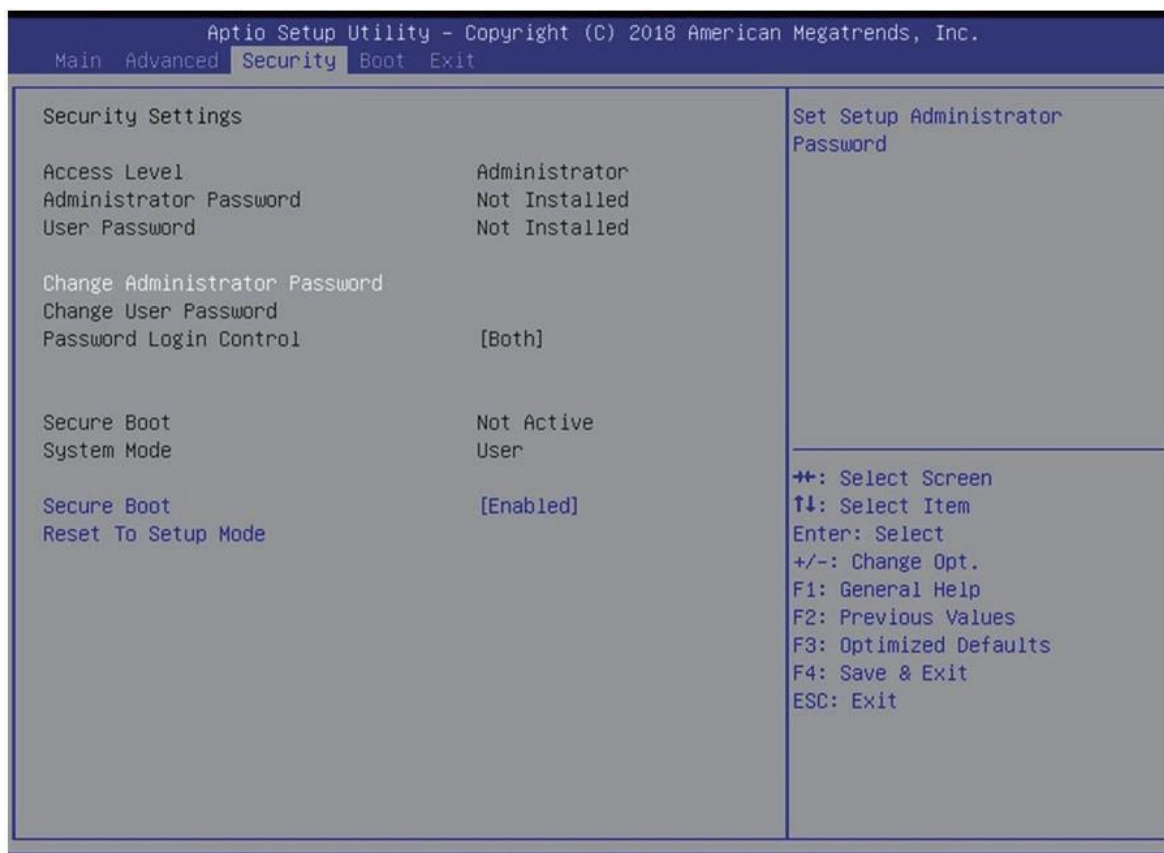 Aptio Setup Utility – Copyright (C) 2018 American Megatrends, Inc.
Main Advanced Security Boot Exit
Security Settings
Access Level Administrator
Administrator Password Not Installed
User Password Not Installed
Change Administrator Password
Change User Password
Password Login Control [Both]
Secure Boot Not Active
System Mode User
Secure Boot [Enabled]
Reset To Setup Mode
Set Setup Administrator
Password
→←: Select Screen
↑↓: Select Item
Enter: Select
+/-: Change Opt.
F1: General Help
F2: Previous Values
F3: Optimized Defaults
F4: Save & Exit
ESC: Exit